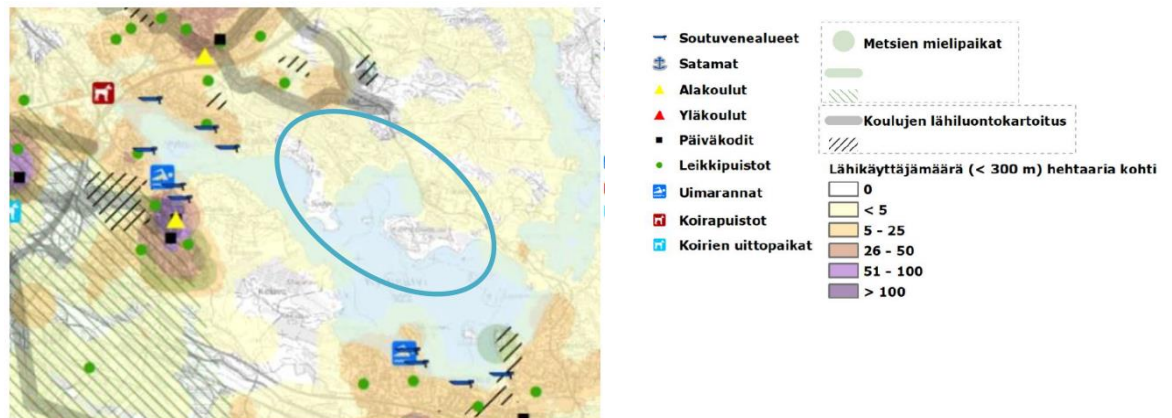 Soutuvenealueet
Satamat
Alakoulut
Yläkoulut
Päiväkodit
Leikkipuistot
Uimarannat
Koirapuistot
Koirien uittopaikat
Metsien mielipaikat
Koulujen lähiluontokartoitus
Lähikäyttäjämäärä (< 300 m) hehtaaria kohti
0
< 5
5 - 25
26 - 50
51 - 100
> 100